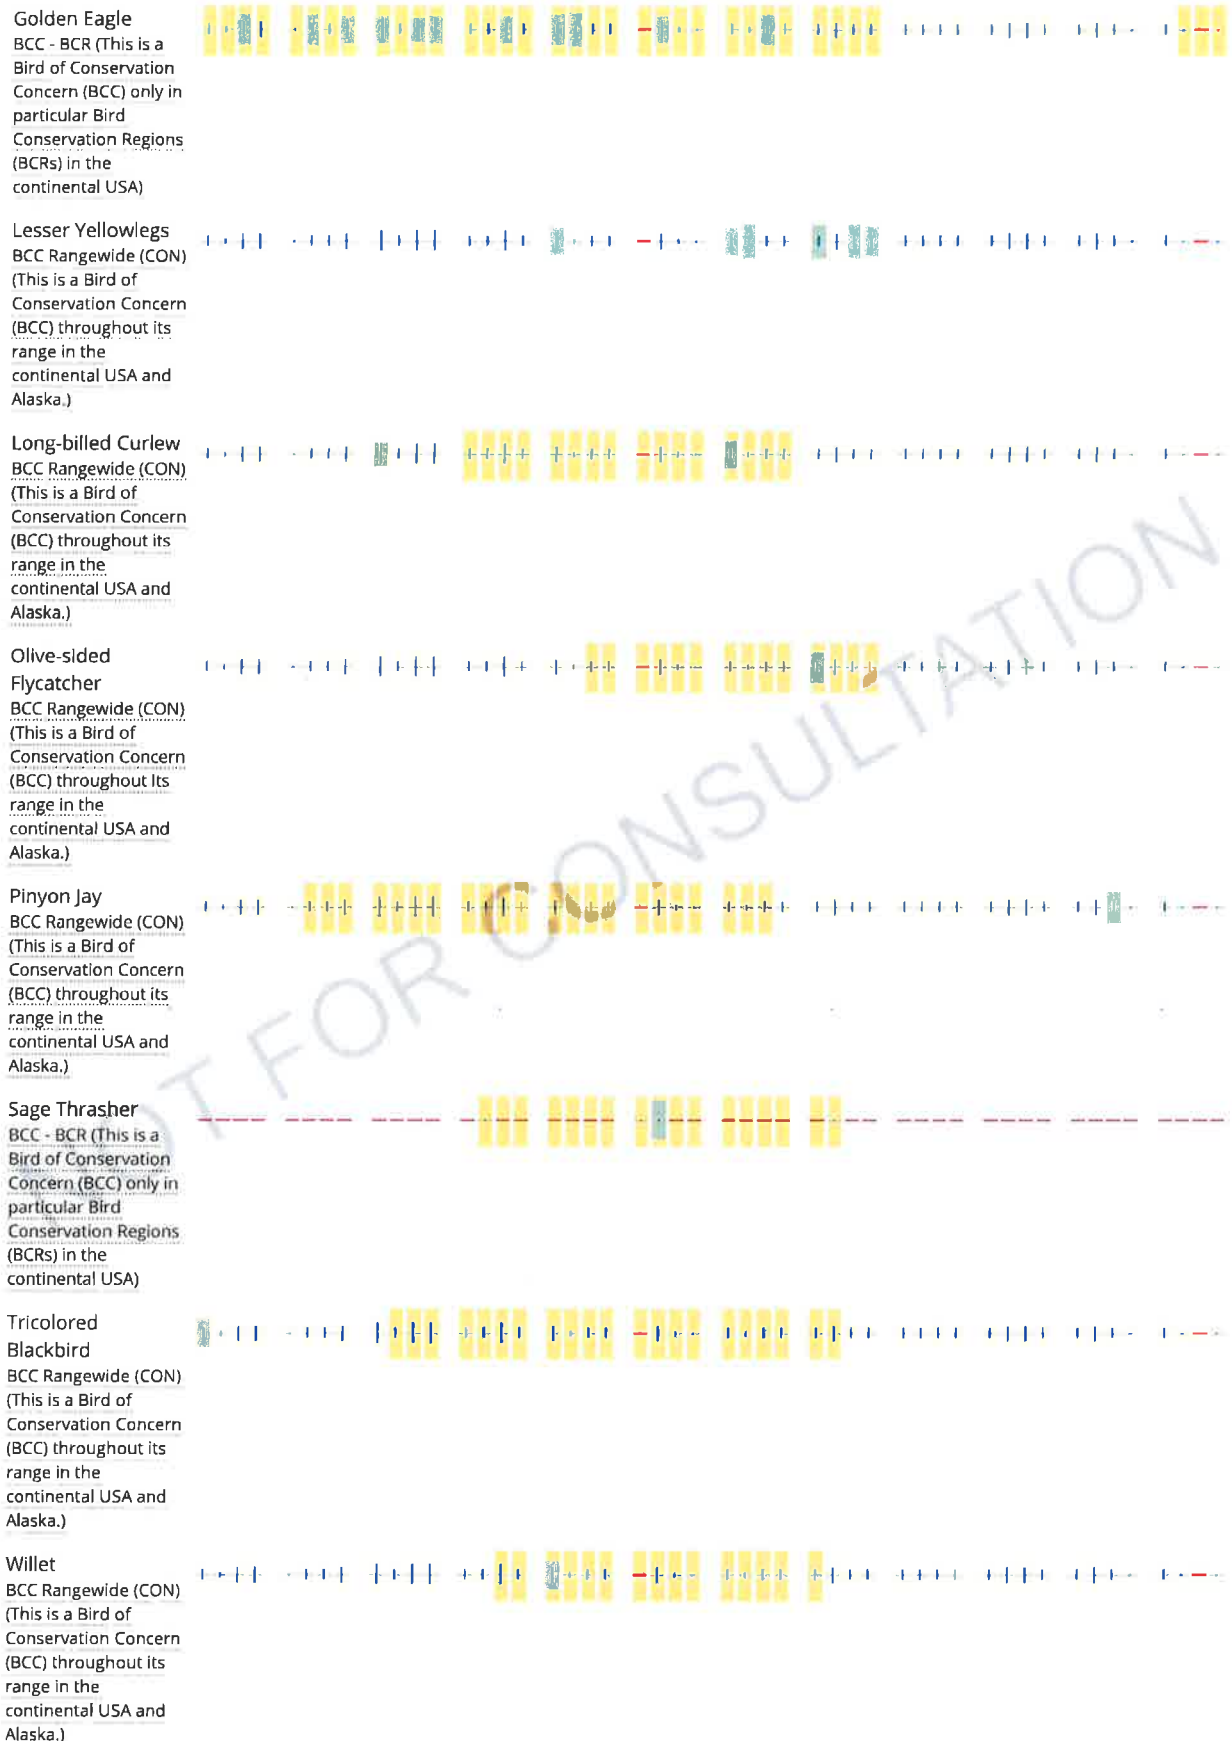 Golden Eagle
BCC - BCR (This is a
Bird of Conservation
Concern (BCC) only in
particular Bird
Conservation Regions
(BCRs) in the
continental USA)
Lesser Yellowlegs
BCC Rangewide (CON)
(This is a Bird of
Conservation Concern
(BCC) throughout its
range in the
continental USA and
Alaska.)
Long-billed Curlew
BCC Rangewide (CON)
(This is a Bird of
Conservation Concern
(BCC) throughout its
range in the
continental USA and
Alaska.)
Olive-sided
Flycatcher
BCC Rangewide (CON)
(This is a Bird of
Conservation Concern
(BCC) throughout its
range in the
continental USA and
Alaska.)
Pinyon Jay
BCC Rangewide (CON)
(This is a Bird of
Conservation Concern
(BCC) throughout its
range in the
continental USA and
Alaska.)
Sage Thrasher
BCC - BCR (This is a
Bird of Conservation
Concern (BCC) only in
particular Bird
Conservation Regions
(BCRs) in the
continental USA)
Tricolored
Blackbird
BCC Rangewide (CON)
(This is a Bird of
Conservation Concern
(BCC) throughout its
range in the
continental USA and
Alaska.)
Willet
BCC Rangewide (CON)
(This is a Bird of
Conservation Concern
(BCC) throughout its
range in the
continental USA and
Alaska.)
NOT FOR CONSULTATION